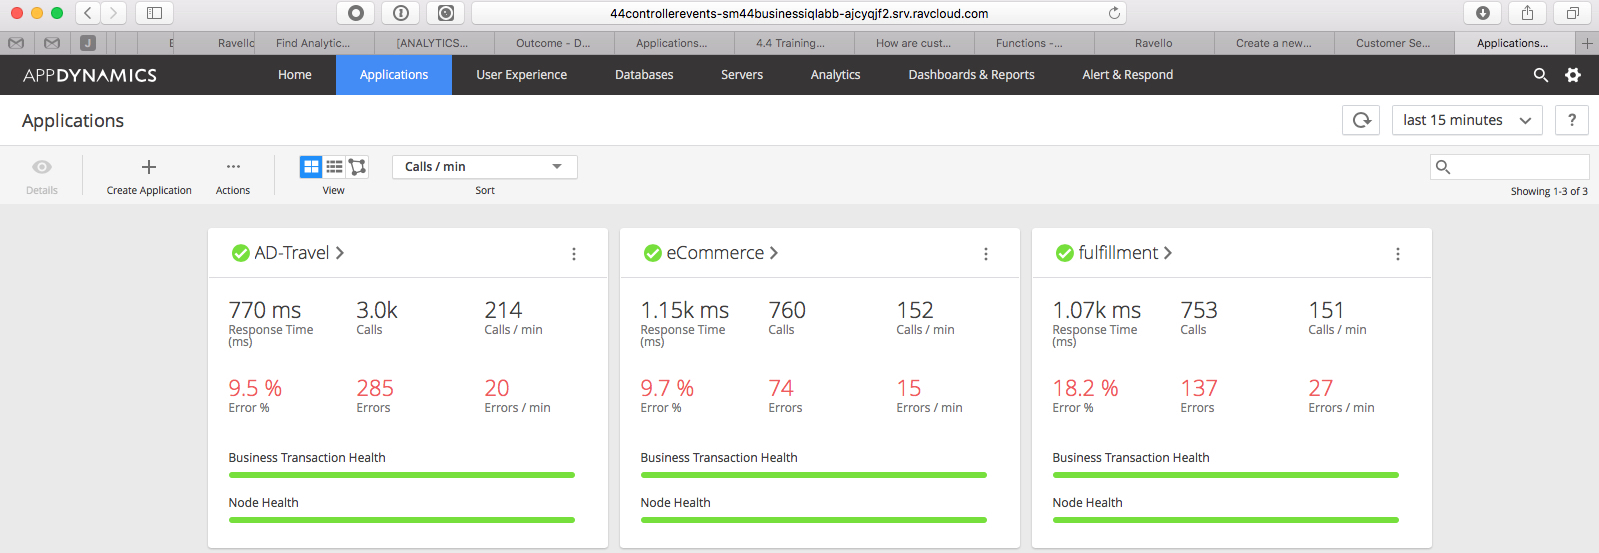 44controllerevents-sm44businessiqlabb-ajcyqjf2.srv.ravcloud.com
J E Ravello Find Analytic... [ANALYTICS... Outcome - D... Applications... 4.4 Training... How are cust... Functions -... Ravello Create a new... Customer Se... Applications... +
APPDYNAMICS Home Applications User Experience Databases Servers Analytics Dashboards & Reports Alert & Respond
Applications last 15 minutes ?
Calls / min
Details Create Application Actions View Sort Showing 1-3 of 3
AD-Travel
770 ms 3.0k 214
Response Time (ms) Calls Calls / min
9.5 % 285 20
Error % Errors Errors / min
Business Transaction Health
Node Health
eCommerce
1.15k ms 760 152
Response Time (ms) Calls Calls / min
9.7 % 74 15
Error % Errors Errors / min
Business Transaction Health
Node Health
fulfillment
1.07k ms 753 151
Response Time (ms) Calls Calls / min
18.2 % 137 27
Error % Errors Errors / min
Business Transaction Health
Node Health